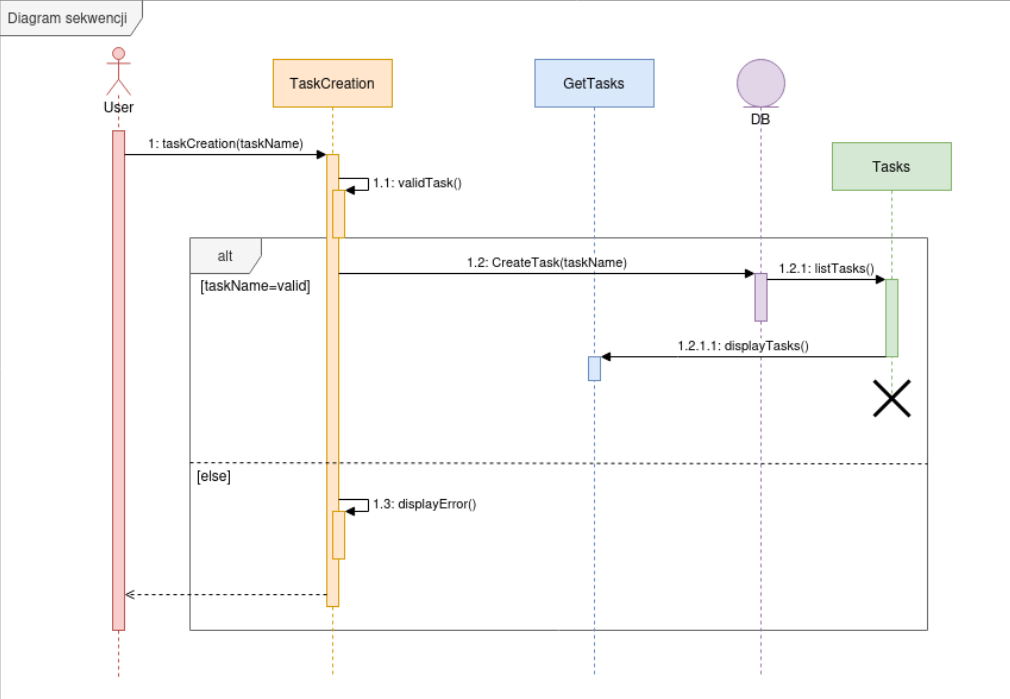 Diagram sekwencji
User
TaskCreation
GetTasks
DB
Tasks
1: taskCreation(taskName)
1.1: validTask()
alt
[taskName=valid]
1.2: CreateTask(taskName)
1.2.1: listTasks()
1.2.1.1: displayTasks()
[else]
1.3: displayError()